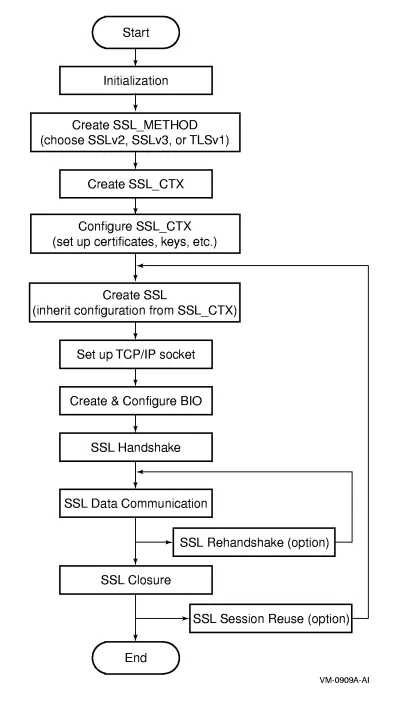 Start
Initialization
Create SSL_METHOD
(choose SSLv2, SSLv3, or TLSv1)
Create SSL_CTX
Configure SSL_CTX
(set up certificates, keys, etc.)
Create SSL
(inherit configuration from SSL_CTX)
Set up TCP/IP socket
Create & Configure BIO
SSL Handshake
SSL Data Communication
SSL Rehandshake (option)
SSL Closure
SSL Session Reuse (option)
End
VM-0909A-AI